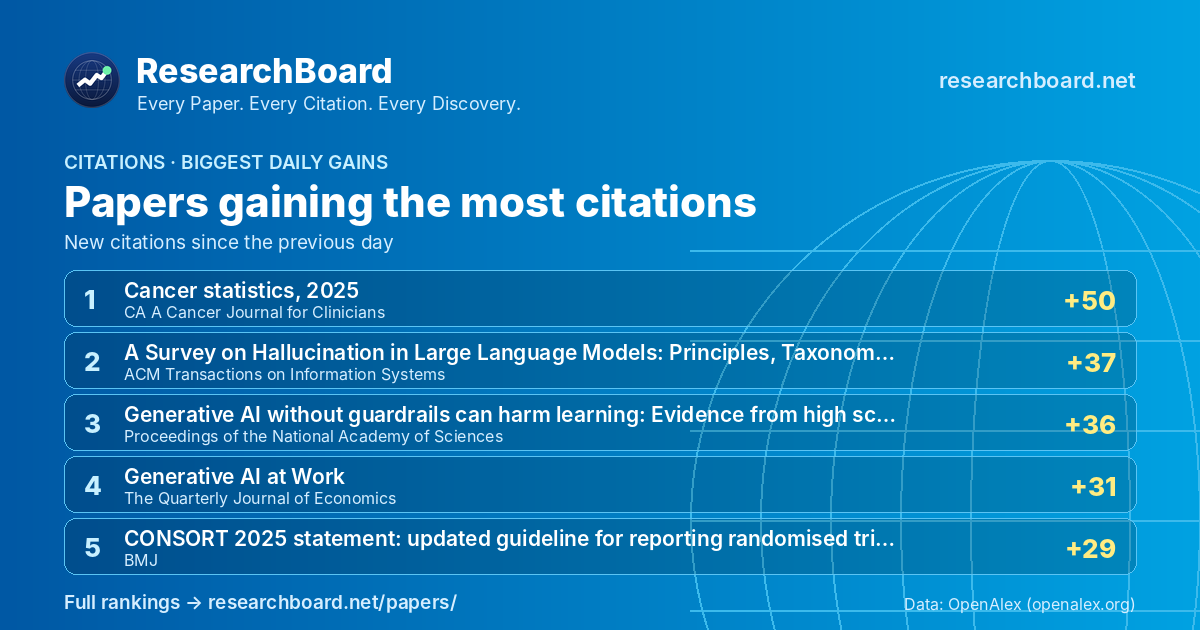 ResearchBoard
Every Paper. Every Citation. Every Discovery.
researchboard.net
CITATIONS · BIGGEST DAILY GAINS
Papers gaining the most citations
New citations since the previous day
1
Cancer statistics, 2025
CA A Cancer Journal for Clinicians
+50
2
A Survey on Hallucination in Large Language Models: Principles, Taxonom...
ACM Transactions on Information Systems
+37
3
Generative AI without guardrails can harm learning: Evidence from high sc...
Proceedings of the National Academy of Sciences
+36
4
Generative AI at Work
The Quarterly Journal of Economics
+31
5
CONSORT 2025 statement: updated guideline for reporting randomised tri...
BMJ
+29
Full rankings → researchboard.net/papers/
Data: OpenAlex (openalex.org)